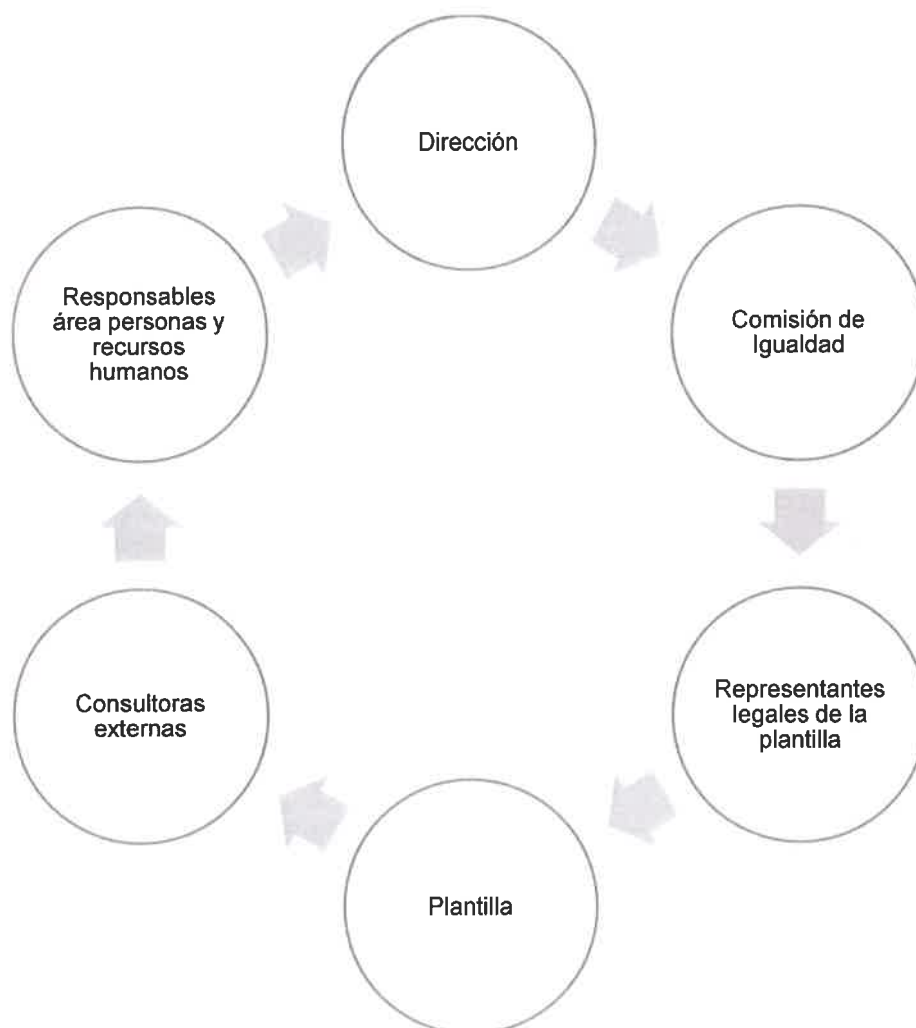 Dirección
Comisión de
Igualdad
Representantes
legales de la
plantilla
Plantilla
Consultoras
externas
Responsables
área personas y
recursos
humanos